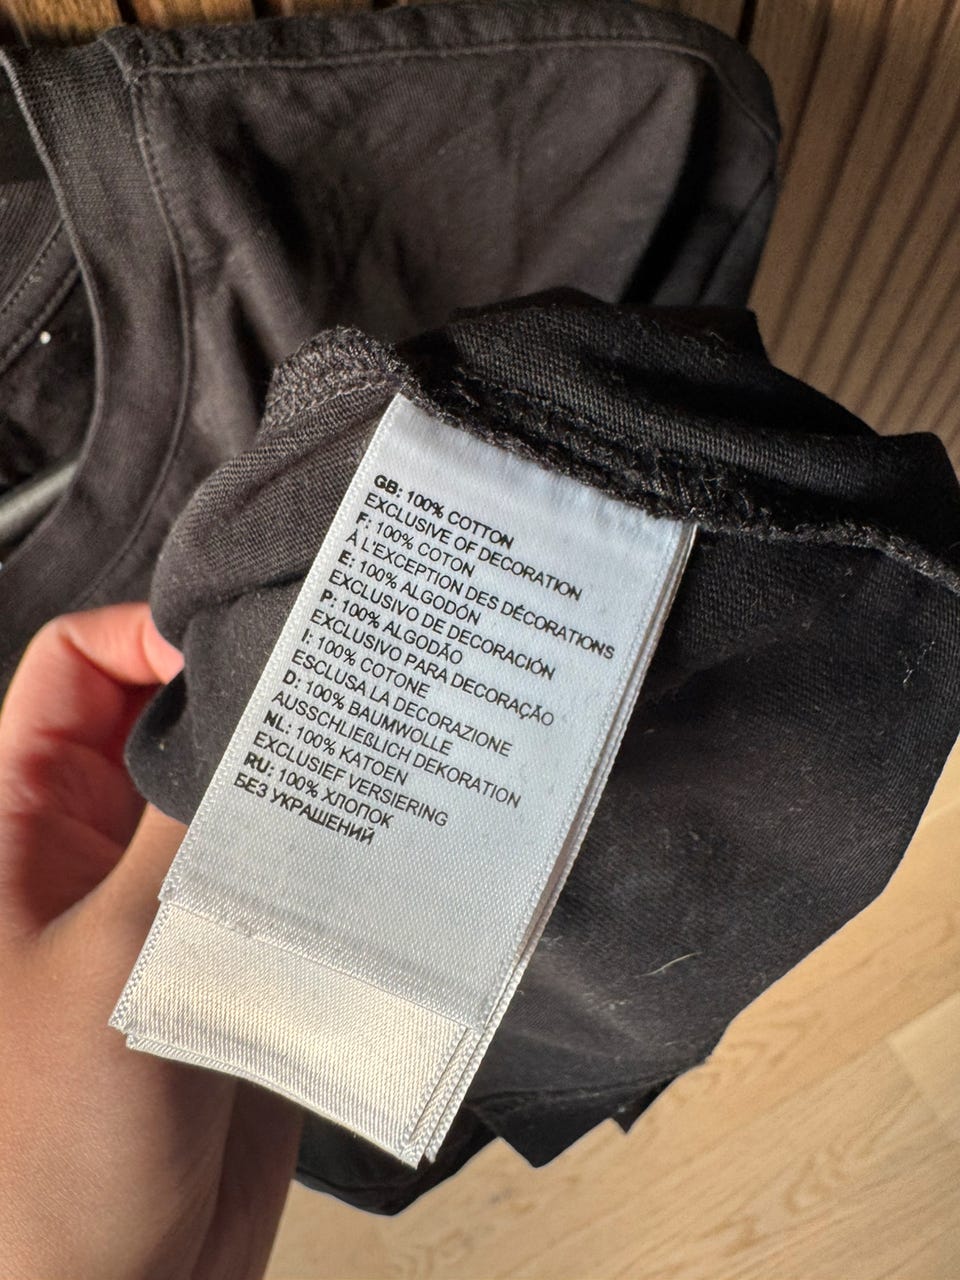 GB: 100% COTTON
EXCLUSIVE OF DECORATION
F: 100% COTON
À L'EXCEPTION DES DÉCORATIONS
E: 100% ALGODÓN
EXCLUSIVO DE DECORACIÓN
P: 100% ALGODÃO
EXCLUSIVO PARA DECORAÇÃO
I: 100% COTONE
ESCLUSA LA DECORAZIONE
D: 100% BAUMWOLLE
AUSSCHLIEßLICH DEKORATION
NL: 100% KATOEN
EXCLUSIEF VERSIERING
RU: 100% ХЛОПОК
БЕЗ УКРАШЕНИЙ